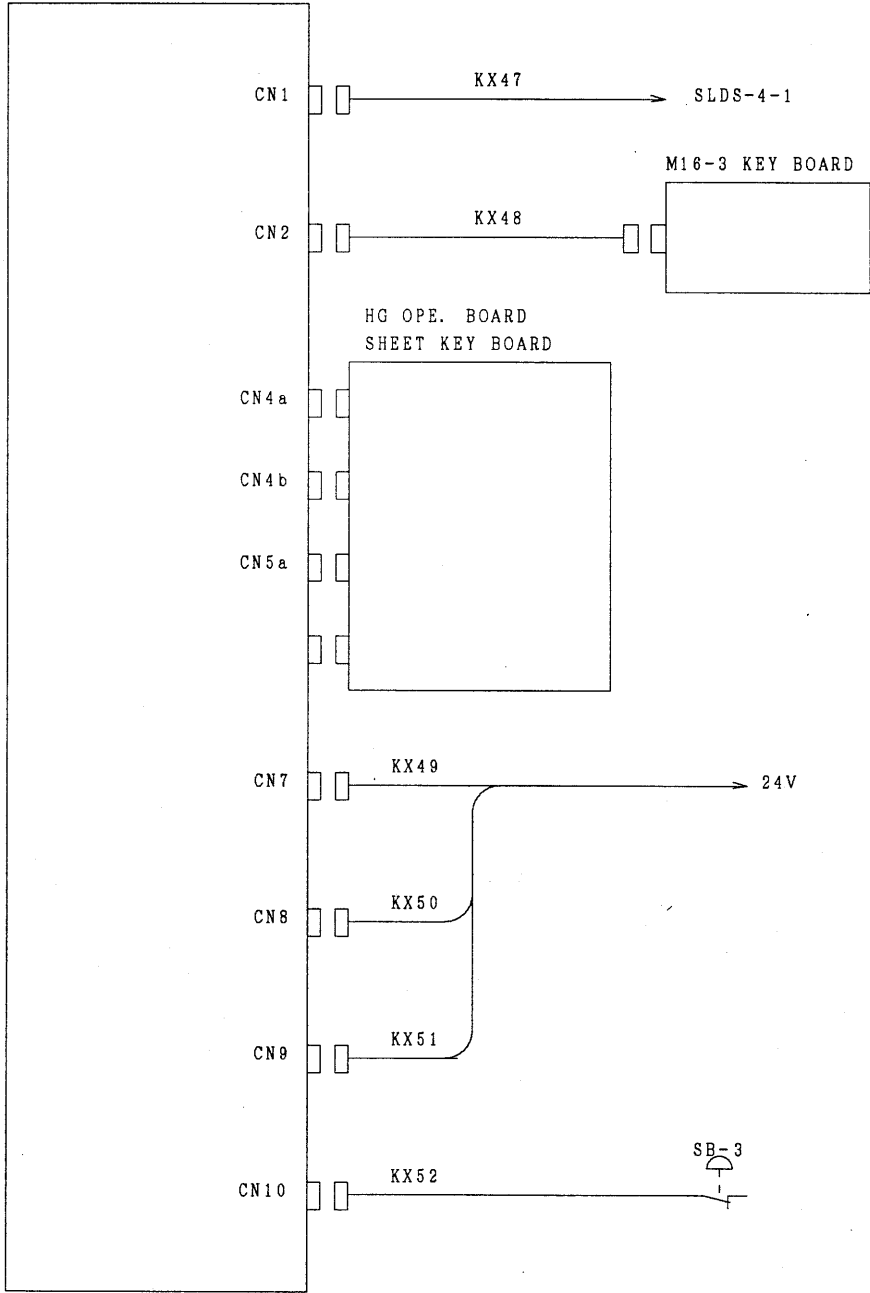 CN1
KX47
SLDS-4-1
M16-3 KEY BOARD
CN2
KX48
HG OPE. BOARD
SHEET KEY BOARD
CN4a
CN4b
CN5a
CN7
KX49
24V
CN8
KX50
CN9
KX51
SB-3
CN10
KX52